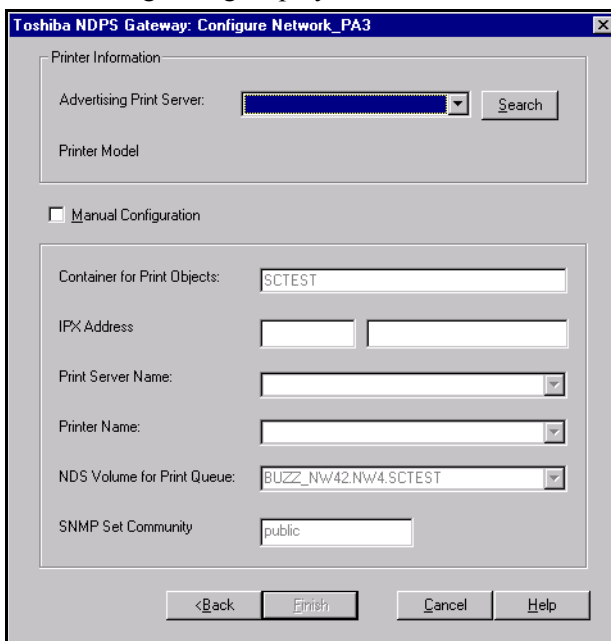 Toshiba NDPS Gateway: Configure Network_PA3
Printer Information
Advertising Print Server:
Search
Printer Model
Manual Configuration
Container for Print Objects:
SCTEST
IPX Address
Print Server Name:
Printer Name:
NDS Volume for Print Queue:
BUZZ_NW42.NW4.SCTEST
SNMP Set Community
public
<Back
Finish
Cancel
Help